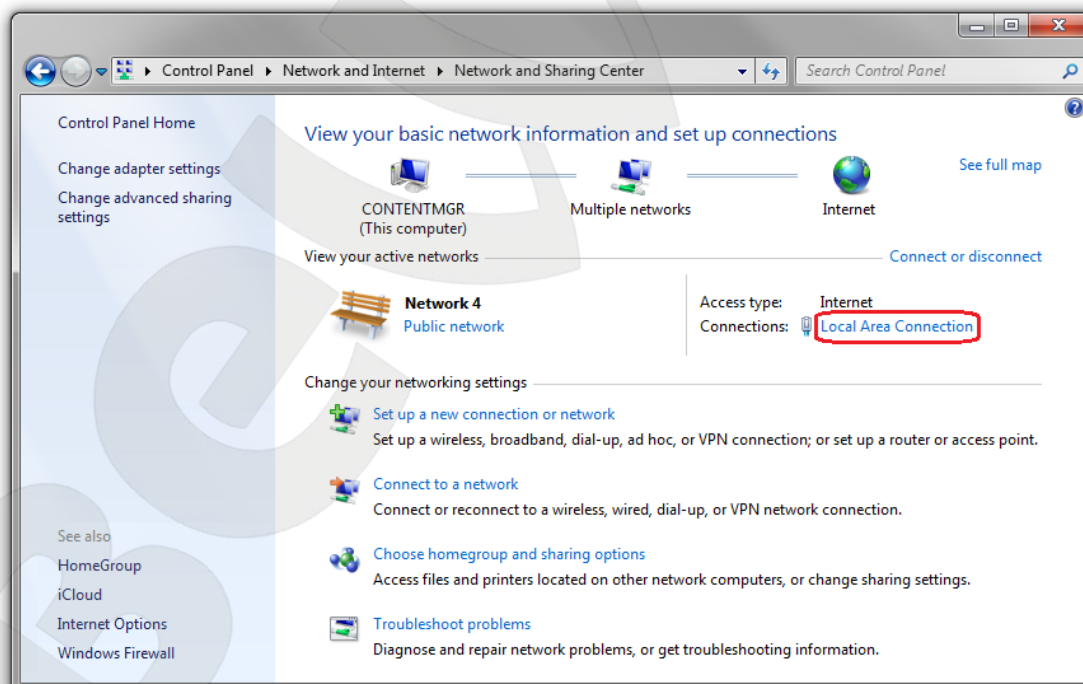 Control Panel Network and Internet Network and Sharing Center Search Control Panel
Control Panel Home
Change adapter settings
Change advanced sharing
settings
See also
HomeGroup
iCloud
Internet Options
Windows Firewall
View your basic network information and set up connections
See full map
CONTENTMGR
(This computer)
Multiple networks
Internet
View your active networks
Connect or disconnect
Network 4
Public network
Access type: Internet
Connections: Local Area Connection
Change your networking settings
Set up a new connection or network
Set up a wireless, broadband, dial-up, ad hoc, or VPN connection; or set up a router or access point.
Connect to a network
Connect or reconnect to a wireless, wired, dial-up, or VPN network connection.
Choose homegroup and sharing options
Access files and printers located on other network computers, or change sharing settings.
Troubleshoot problems
Diagnose and repair network problems, or get troubleshooting information.